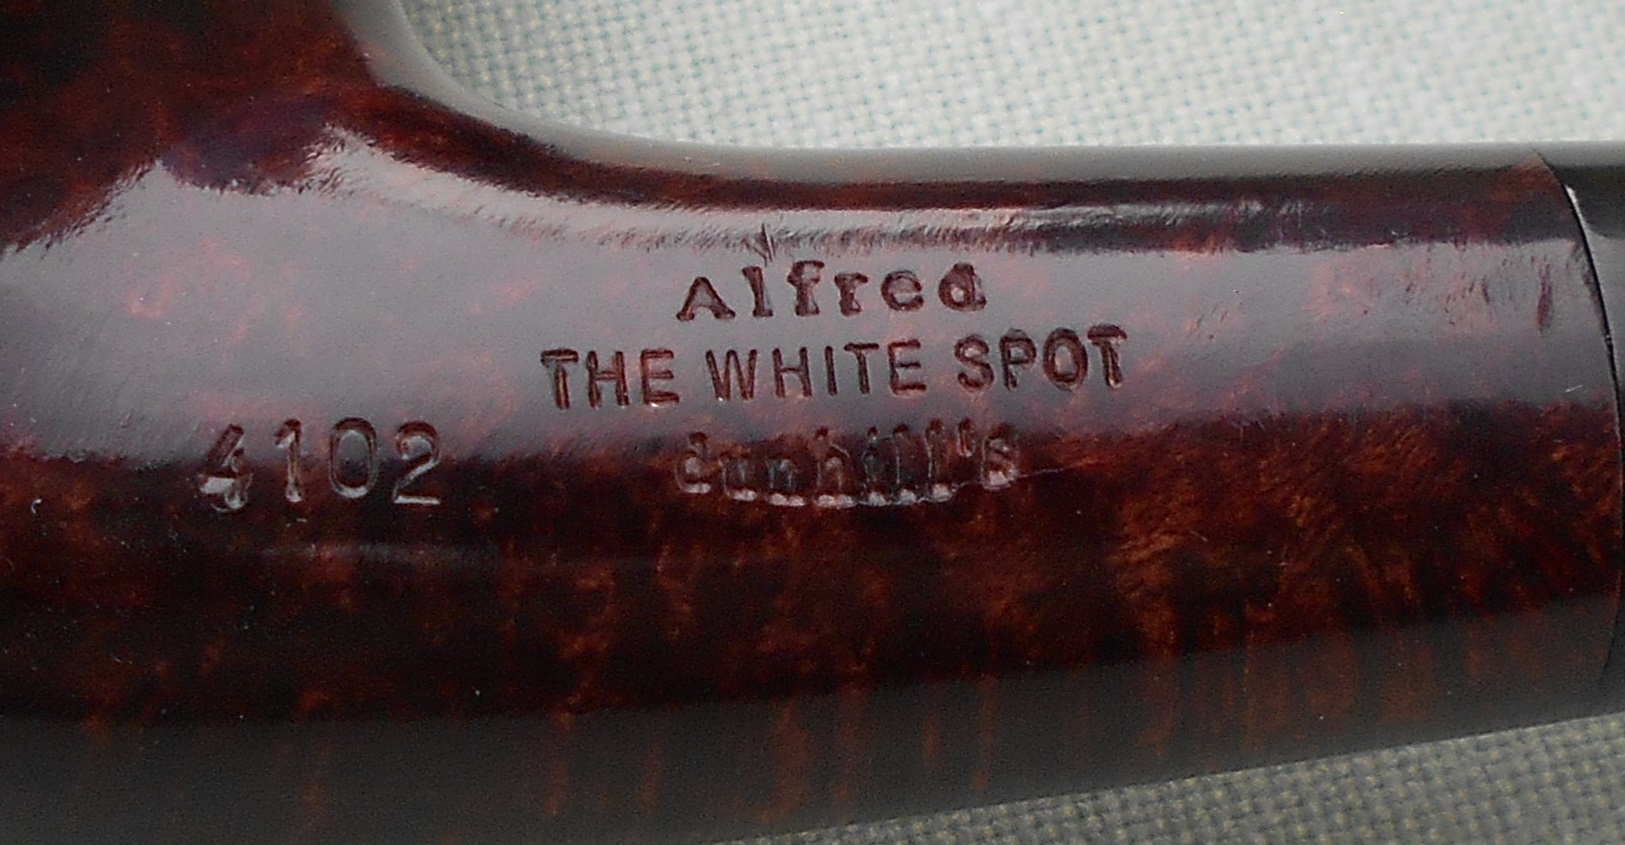 Alfred
THE WHITE SPOT
dunhill's
4102